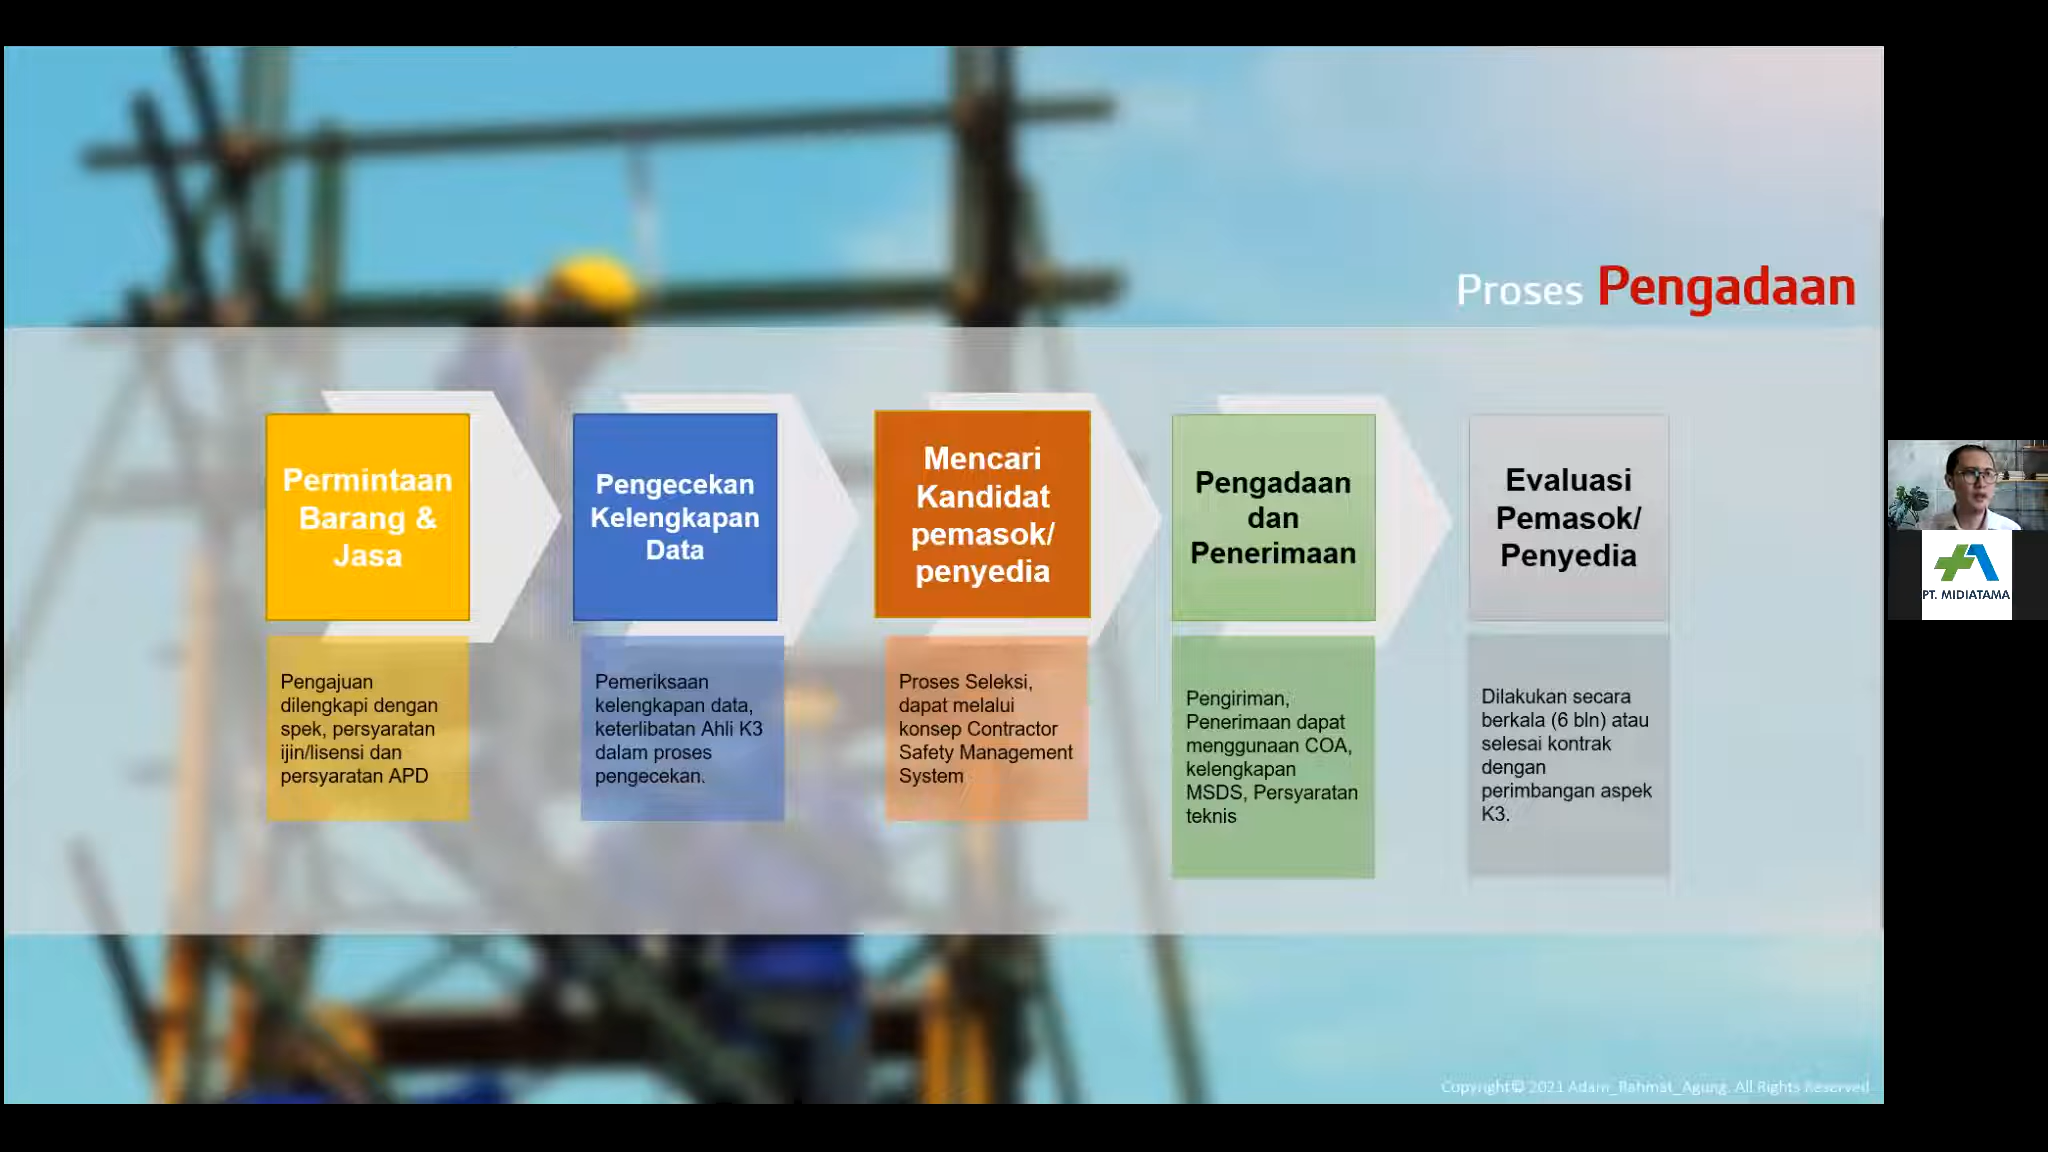 Proses Pengadaan
Permintaan
Barang &
Jasa
Pengajuan
dilengkapi dengan
spek, persyaratan
ijin/lisensi dan
persyaratan APD
Pengecekan
Kelengkapan
Data
Pemeriksaan
kelengkapan data,
keterlibatan Ahli K3
dalam proses
pengecekan.
Mencari
Kandidat
pemasok/
penyedia
Proses Seleksi,
dapat melalui
konsep Contractor
Safety Management
System
Pengadaan
dan
Penerimaan
Pengiriman,
Penerimaan dapat
menggunaan COA,
kelengkapan
MSDS, Persyaratan
teknis
Evaluasi
Pemasok/
Penyedia
Dilakukan secara
berkala (6 bln) atau
selesai kontrak
dengan
perimbangan aspek
K3.
PT. MIDIATAMA
Copyright© 2021 Adam_Rahmat_Agung. All Rights Reserved